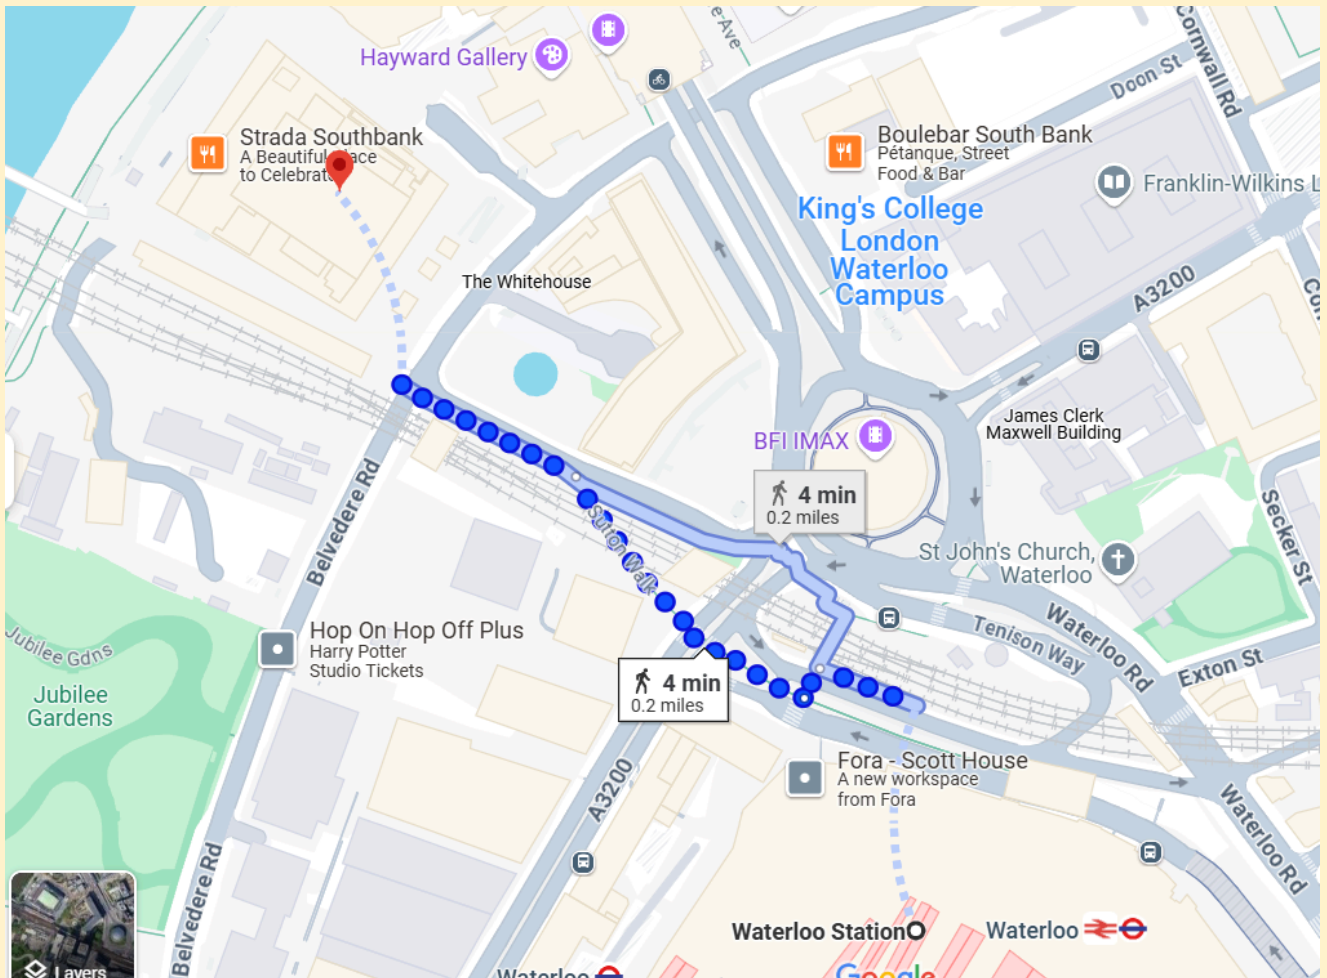 e-Ave
Cornwall Rd
Hayward Gallery
Doon St
Strada Southbank
A Beautiful
to Celebrate
Boulebar South Bank
Pétanque, Street
Food & Bar
Franklin-Wilkins L
King's College
London
Waterloo
Campus
A3200
The Whitehouse
James Clerk
Maxwell Building
BFI IMAX
4 min
0.2 miles
Belvedere Rd
Sutton Walk
Secker St
St John's Church,
Waterloo
Waterloo Rd
Tenison Way
Exton St
Jubilee Gdns
Hop On Hop Off Plus
Harry Potter
Studio Tickets
Jubilee
Gardens
4 min
0.2 miles
A3200
Fora - Scott House
A new workspace
from Fora
Waterloo Rd
Belvedere Rd
Waterloo Station
Waterloo
Layers
Waterloo
Google